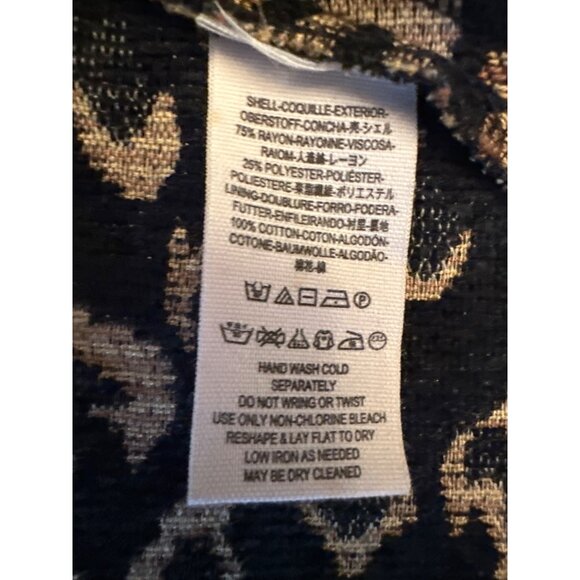 SHELL-COQUILLE-EXTERIOR-
OBERSTOFF-CONCHA-売-シェル
75% RAYON-RAYONNE-VISCOSA-
RAIOM-人造絲-レーヨン
25% POLYESTER-POLIÉSTER-
POLIESTERE-聚脂纖維-ポリエステル
LINING-DOUBLURE-FORRO-FODERA-
FUTTER-ENFILEIRANDO-衬里-裏地
100% COTTON-COTON-ALGODÓN-
COTONE-BAUMWOLLE-ALGODÃO-
棉花-綿
HAND WASH COLD
SEPARATELY
DO NOT WRING OR TWIST
USE ONLY NON-CHLORINE BLEACH
RESHAPE & LAY FLAT TO DRY
LOW IRON AS NEEDED
MAY BE DRY CLEANED